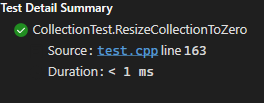 Test Detail Summary
CollectionTest.ResizeCollectionToZero
Source: test.cpp line 163
Duration: < 1 ms